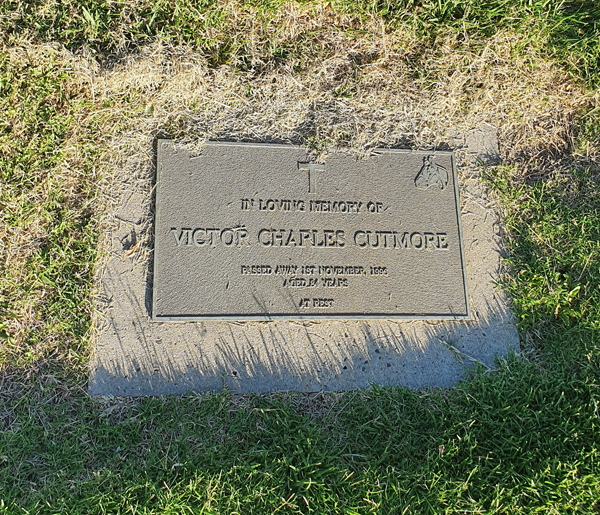 IN LOVING MEMORY OF
VICTOR CHARLES CUTMORE
PASSED AWAY 1ST NOVEMBER,
AGED YEARS
AT REST